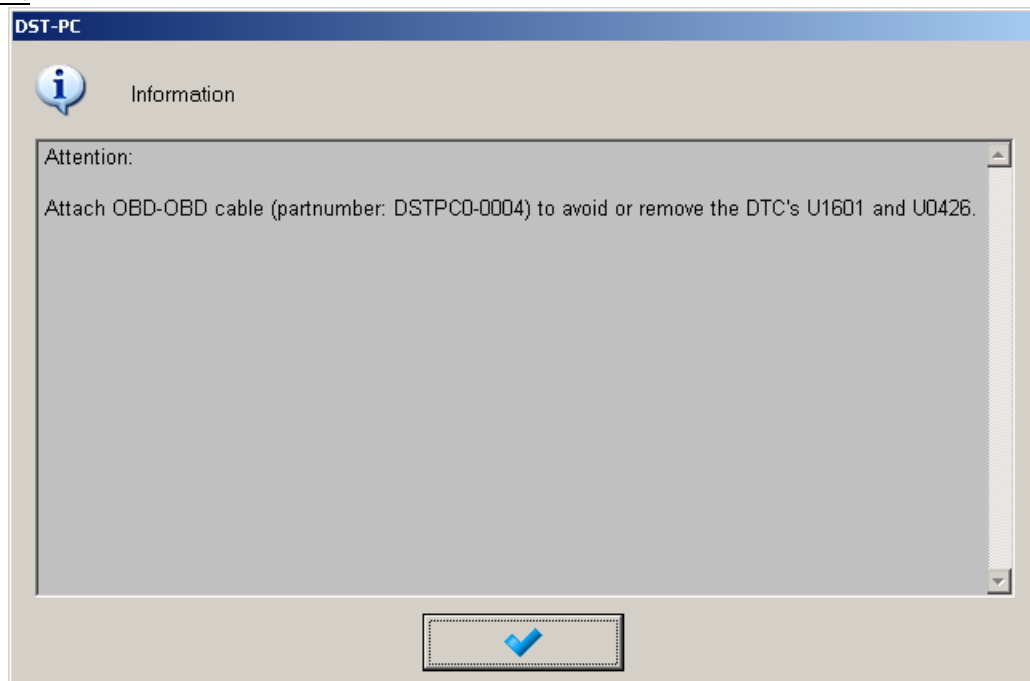 DST-PC
Information
Attention:
Attach OBD-OBD cable (partnumber: DSTPC0-0004) to avoid or remove the DTC's U1601 and U0426.